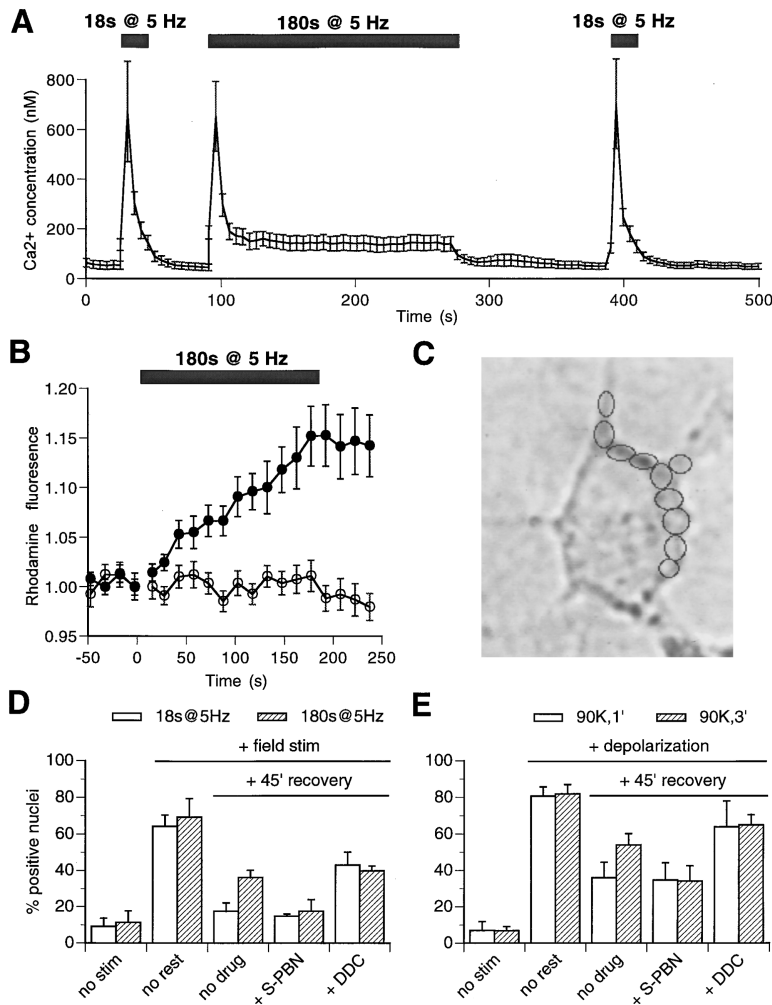 A
18s @ 5 Hz
180s @ 5 Hz
18s @ 5 Hz
Ca2+ concentration (nM)
800
600
400
200
0
0
100
200
300
400
500
Time (s)
B
180s @ 5 Hz
Rhodamine fluoresence
1.20
1.15
1.10
1.05
1.00
0.95
-50
0
50
100
150
200
250
Time (s)
C
D
18s@5Hz
180s@5Hz
+ field stim
+ 45' recovery
% positive nuclei
100
80
60
40
20
0
no stim
no rest
no drug
+ S-PBN
+ DDC
E
90K,1'
90K,3'
+ depolarization
+ 45' recovery
100
80
60
40
20
0
no stim
no rest
no drug
+ S-PBN
+ DDC